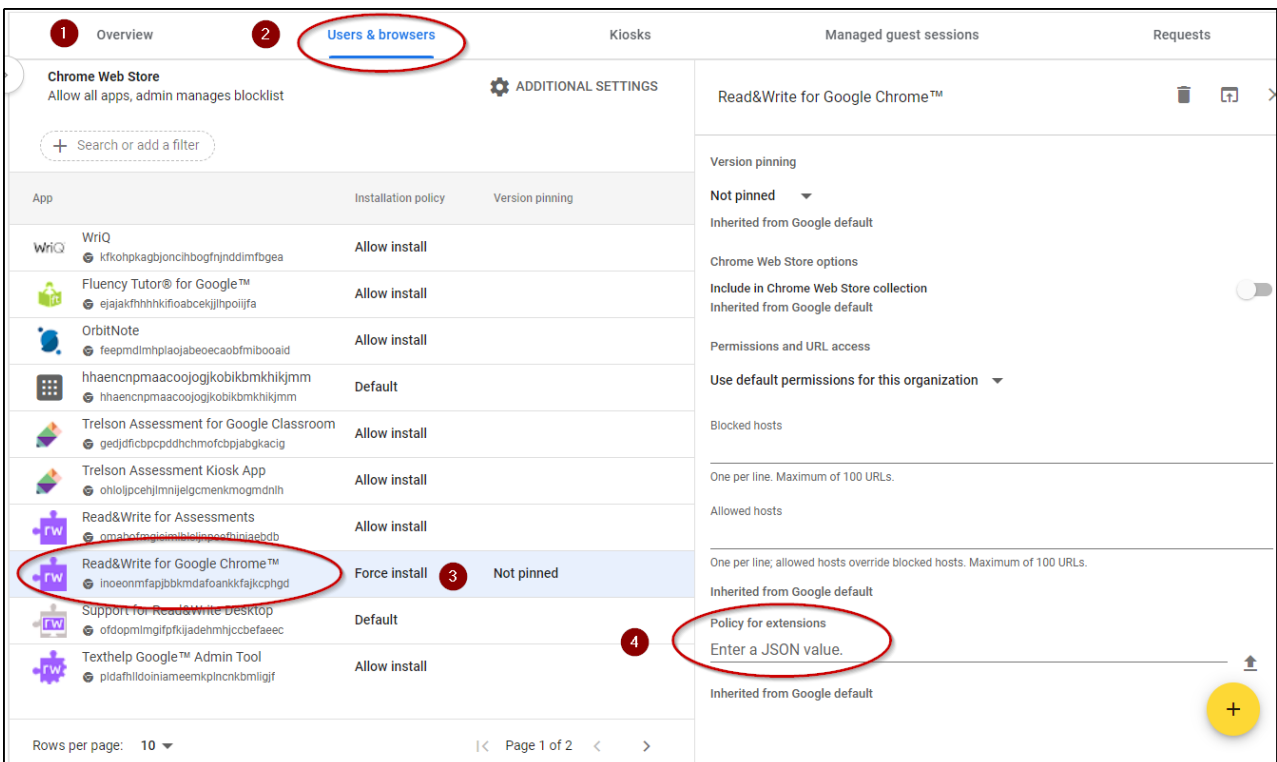 1 Overview 2 Users & browsers Kiosks Managed guest sessions Requests
Chrome Web Store
Allow all apps, admin manages blocklist
ADDITIONAL SETTINGS
+ Search or add a filter
App Installation policy Version pinning
WriQ
WriQ
kfkohpkagbjoncihbogfnjnddimfbgea
Allow install
Fluency Tutor® for Google™
ejajakfhhhhkifioabcekjjlhpoiijfa
Allow install
OrbitNote
feepmdlmhplaojabeoecaobfmibooaid
Allow install
hhaencnpmaacoojogjkobikbmkhikjmm
hhaencnpmaacoojogjkobikbmkhikjmm
Default
Trelson Assessment for Google Classroom
gedjdficbpcpddhchmofcbpjabgkacig
Allow install
Trelson Assessment Kiosk App
ohloljpcehjlmnijelgcmenkmogmdnlh
Allow install
rw
Read&Write for Assessments
Allow install
rw
Read&Write for Google Chrome™
inoeonmfapjbbkmdafoankkfajkcphgd
Force install 3 Not pinned
rw
Support for Read&Write Desktop
ofdopmlmgifpfkijadehmhjccbefaeec
Default
rw
Texthelp Google™ Admin Tool
pldafhlldoiniameemkplncnkbmligjf
Allow install
Rows per page: 10 Page 1 of 2
Read&Write for Google Chrome™
Version pinning
Not pinned
Inherited from Google default
Chrome Web Store options
Include in Chrome Web Store collection
Inherited from Google default
Permissions and URL access
Use default permissions for this organization
Blocked hosts
One per line. Maximum of 100 URLs.
Allowed hosts
One per line; allowed hosts override blocked hosts. Maximum of 100 URLs.
Inherited from Google default
4 Policy for extensions
Enter a JSON value.
Inherited from Google default
+